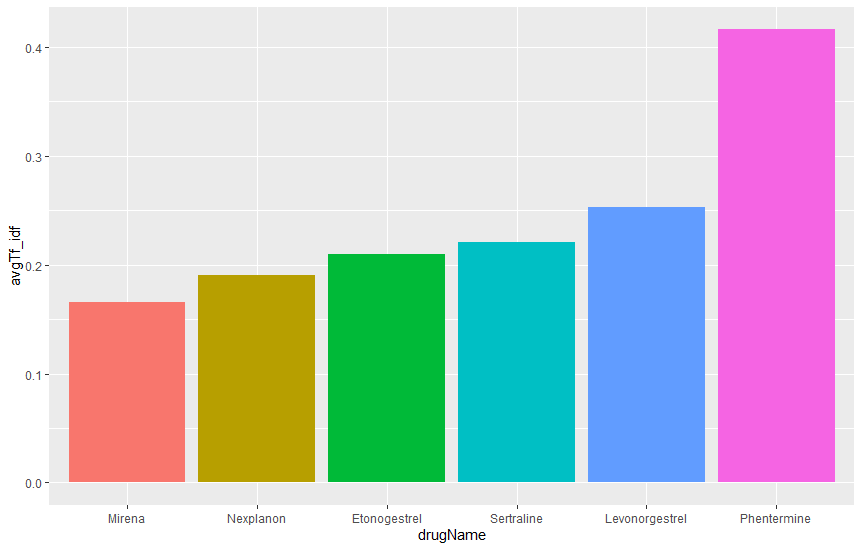 avgTf_idf
0.4
0.3
0.2
0.1
0.0
Mirena Nexplanon Etonogestrel Sertraline Levonorgestrel Phentermine
drugName